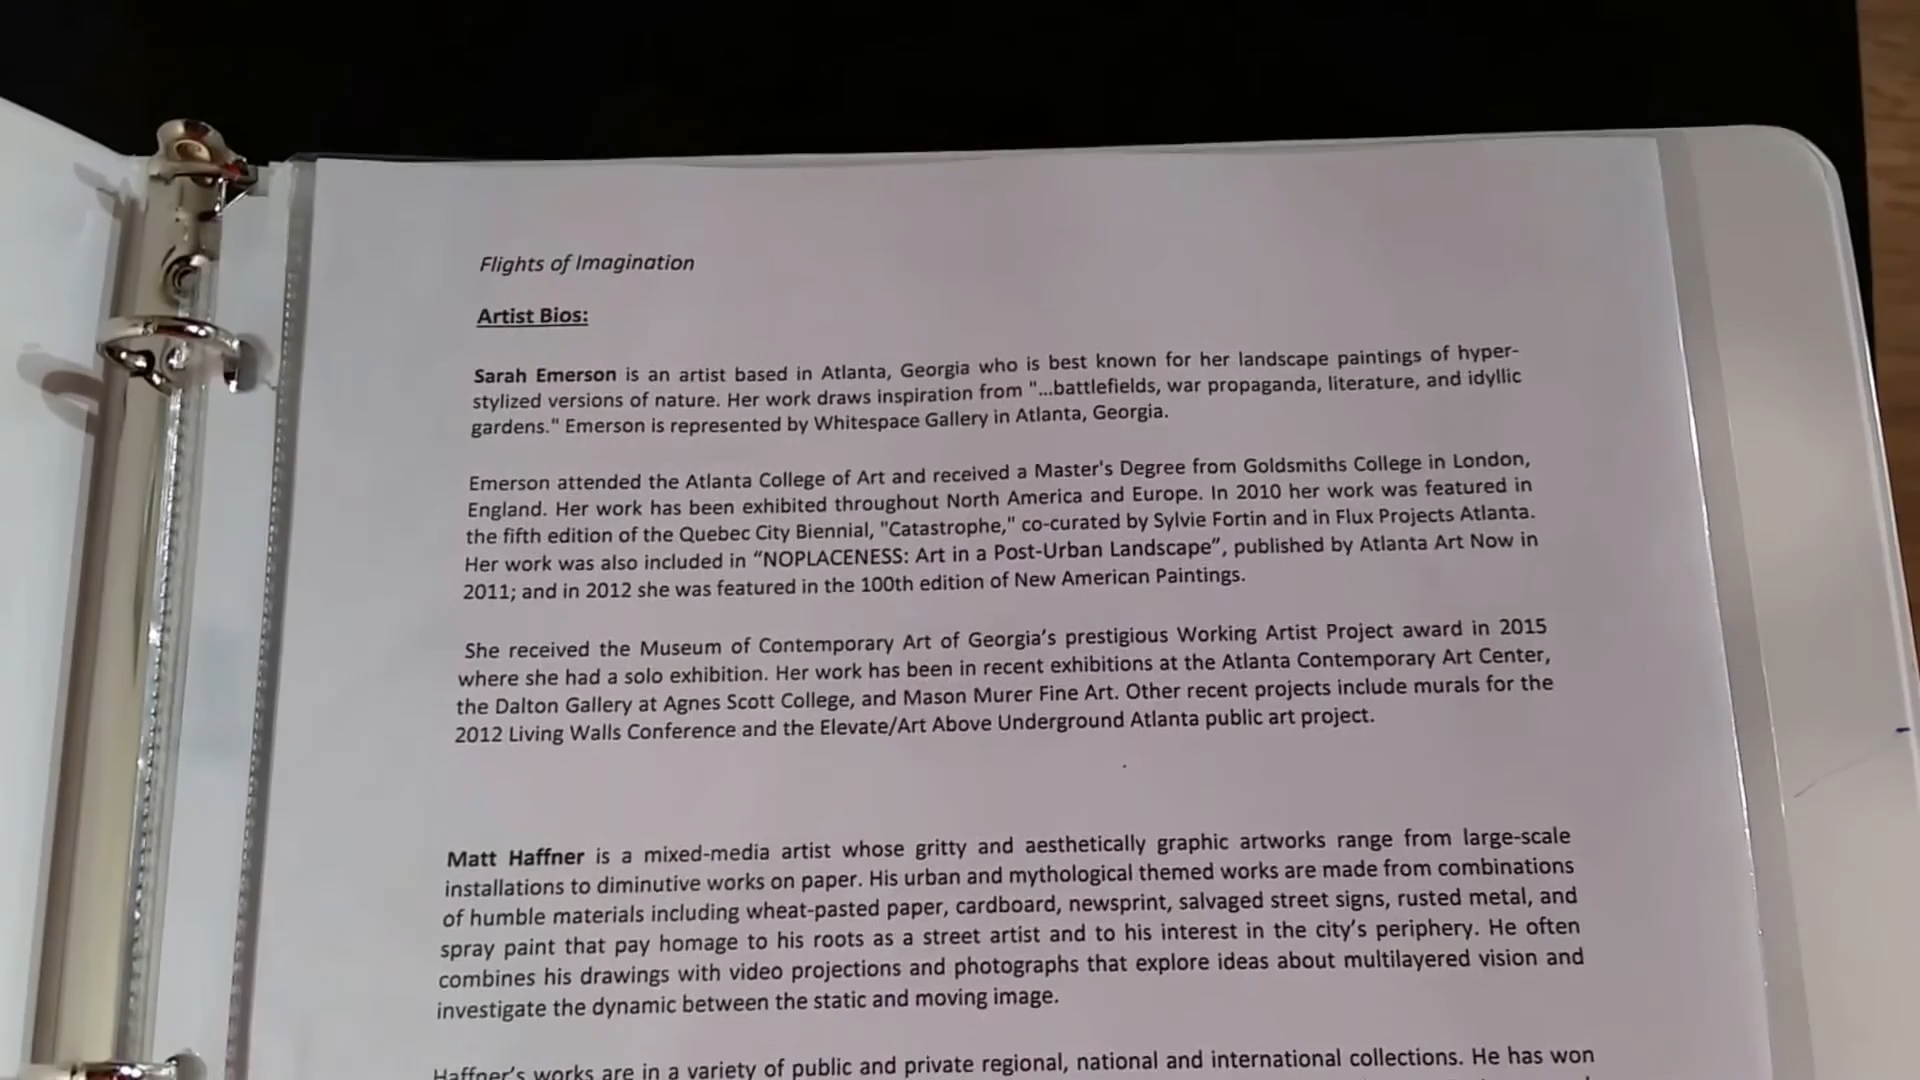 Flights of Imagination
Artist Bios:
Sarah Emerson is an artist based in Atlanta, Georgia who is best known for her landscape paintings of hyper-
stylized versions of nature. Her work draws inspiration from "...battlefields, war propaganda, literature, and idyllic
gardens." Emerson is represented by Whitespace Gallery in Atlanta, Georgia.
Emerson attended the Atlanta College of Art and received a Master's Degree from Goldsmiths College in London,
England. Her work has been exhibited throughout North America and Europe. In 2010 her work was featured in
the fifth edition of the Quebec City Biennial, "Catastrophe," co-curated by Sylvie Fortin and in Flux Projects Atlanta.
Her work was also included in “NOPLACENESS: Art in a Post-Urban Landscape”, published by Atlanta Art Now in
2011; and in 2012 she was featured in the 100th edition of New American Paintings.
She received the Museum of Contemporary Art of Georgia’s prestigious Working Artist Project award in 2015
where she had a solo exhibition. Her work has been in recent exhibitions at the Atlanta Contemporary Art Center,
the Dalton Gallery at Agnes Scott College, and Mason Murer Fine Art. Other recent projects include murals for the
2012 Living Walls Conference and the Elevate/Art Above Underground Atlanta public art project.
Matt Haffner is a mixed-media artist whose gritty and aesthetically graphic artworks range from large-scale
installations to diminutive works on paper. His urban and mythological themed works are made from combinations
of humble materials including wheat-pasted paper, cardboard, newsprint, salvaged street signs, rusted metal, and
spray paint that pay homage to his roots as a street artist and to his interest in the city’s periphery. He often
combines his drawings with video projections and photographs that explore ideas about multilayered vision and
investigate the dynamic between the static and moving image.
Haffner’s works are in a variety of public and private regional, national and international collections. He has won